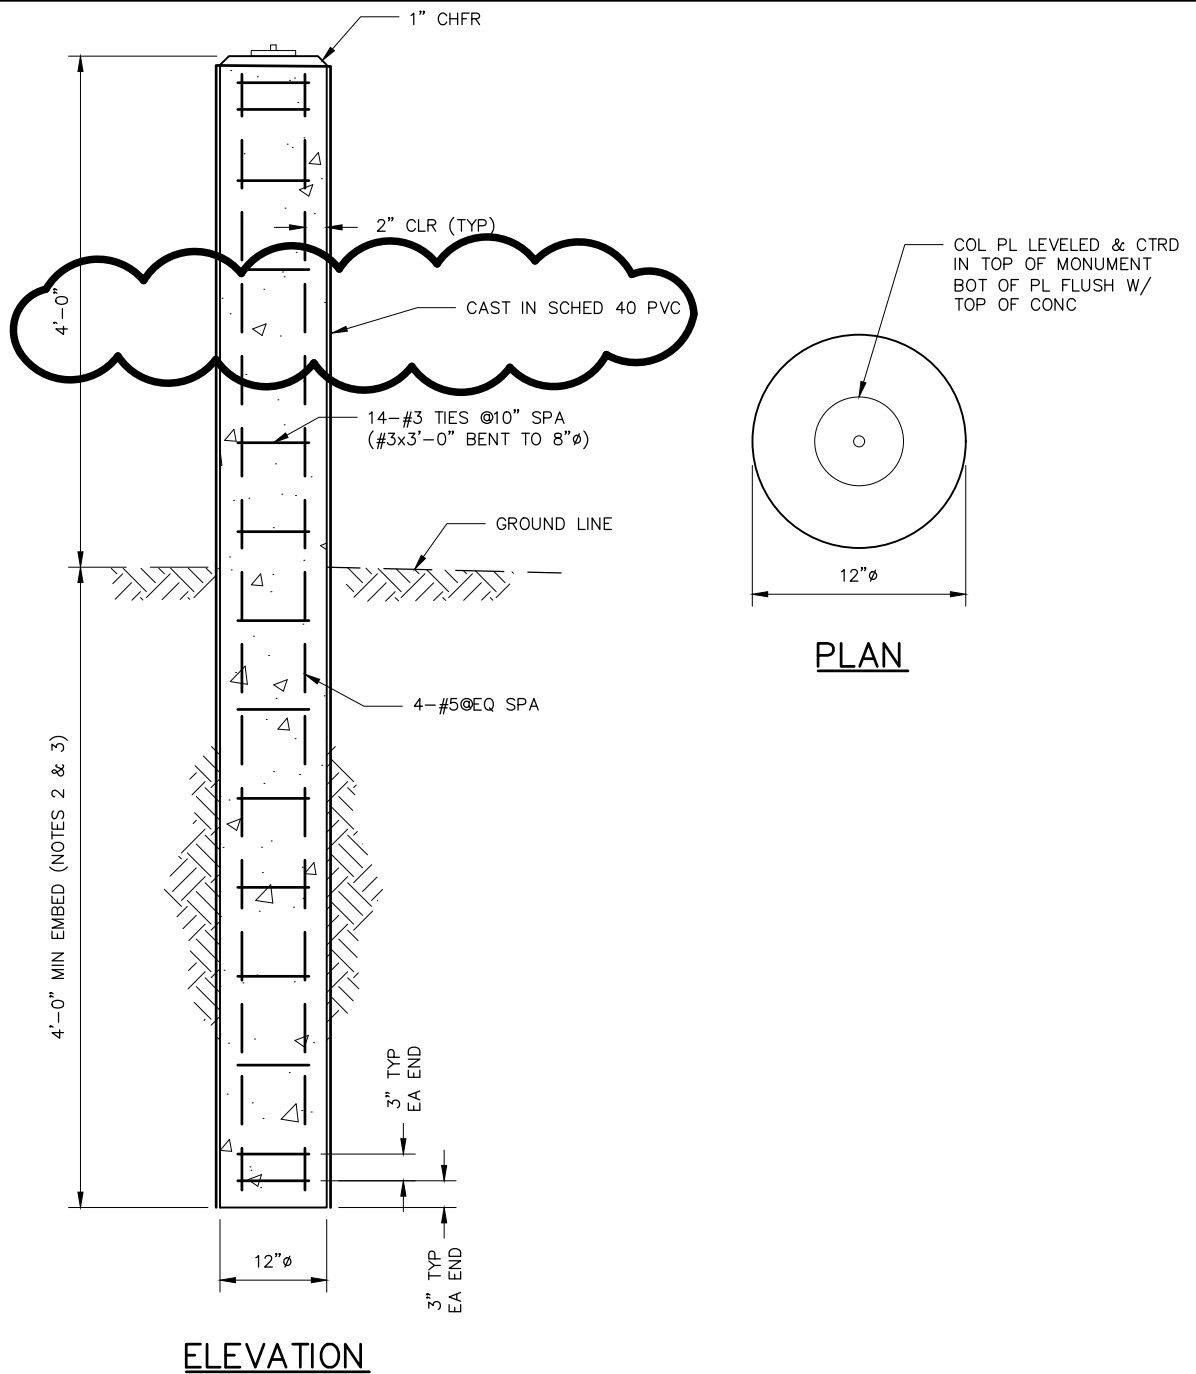 1" CHFR
2" CLR (TYP)
4'-0"
CAST IN SCHED 40 PVC
14-#3 TIES @10" SPA
(#3x3'-0" BENT TO 8"ø)
GROUND LINE
4-#5@EQ SPA
4'-0" MIN EMBED (NOTES 2 & 3)
3" TYP
EA END
3" TYP
EA END
12"ø
ELEVATION
COL PL LEVELED & CTRD
IN TOP OF MONUMENT
BOT OF PL FLUSH W/
TOP OF CONC
12"ø
PLAN